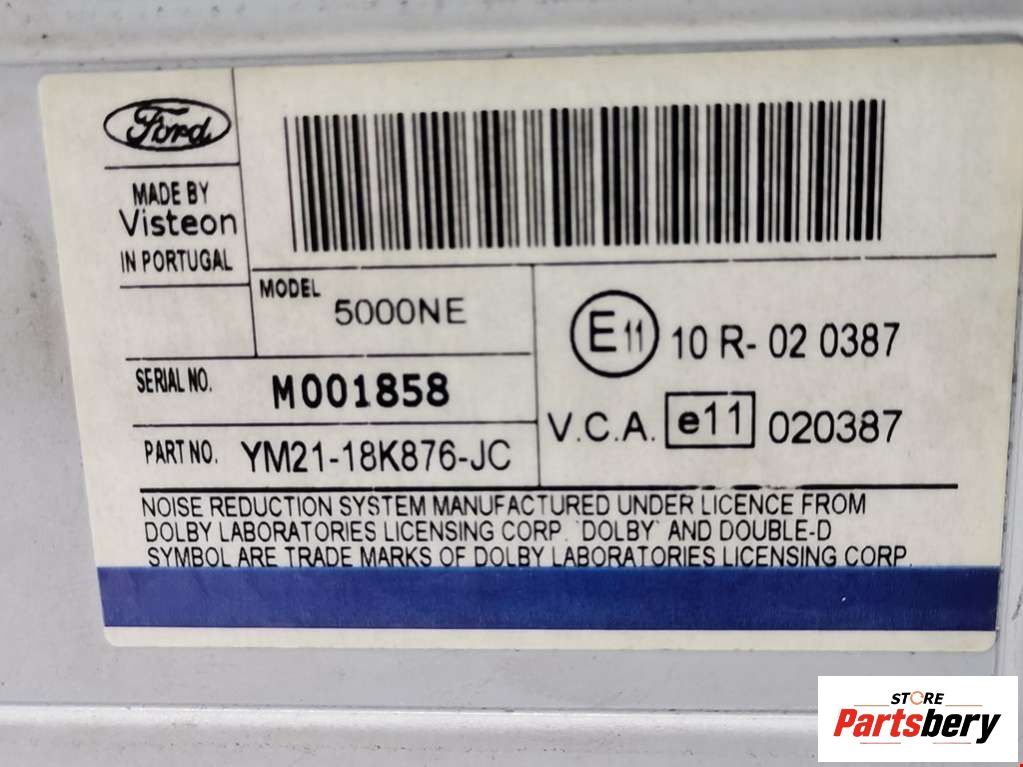 Ford
MADE BY
Visteon
IN PORTUGAL
MODEL
5000NE
SERIAL NO.
M001858
PART NO.
YM21-18K876-JC
E11 10 R- 02 0387
V.C.A. e11 020387
NOISE REDUCTION SYSTEM MANUFACTURED UNDER LICENCE FROM
DOLBY LABORATORIES LICENSING CORP. 'DOLBY' AND DOUBLE-D
SYMBOL ARE TRADE MARKS OF DOLBY LABORATORIES LICENSING CORP.
STORE
Partsbery